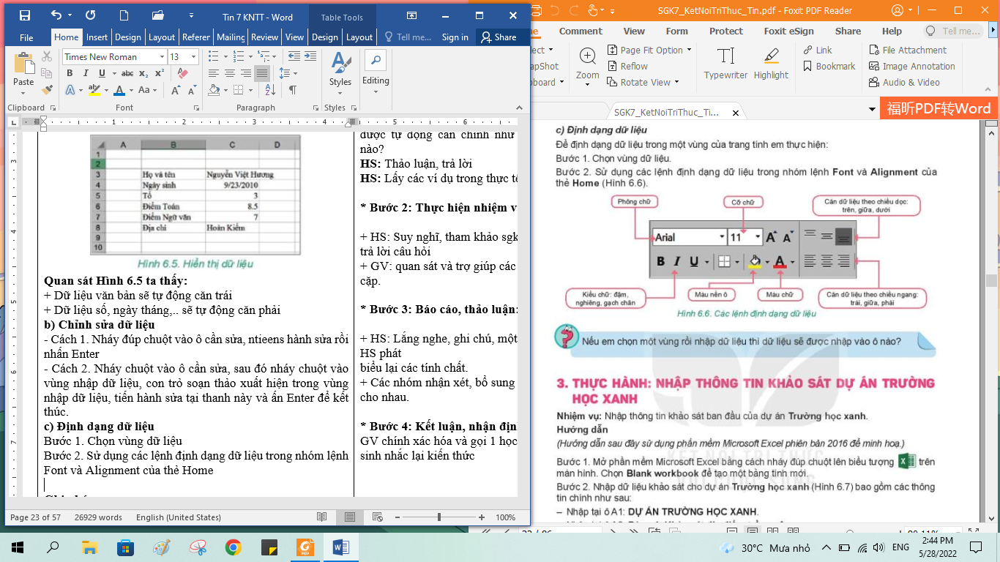 Tin 7 KNTT - Word
Table Tools
File
Home
Insert
Design
Layout
Referer
Mailing
Review
View
Design
Layout
Tell me...
Sign in
Share
Paste
Times New Roman
13
B I U abc x₂ x²
A Aa A A
Styles
Editing
Clipboard
Font
Paragraph
Styles
A B C D
1
2
3 Họ và tên Nguyễn Việt Hương
4 Ngày sinh 9/23/2010
5 Tổ 3
6 Điểm Toán 8.5
7 Điểm Ngữ văn 7
8 Địa chỉ Hoàn Kiếm
9
10
Hình 6.5. Hiển thị dữ liệu
Quan sát Hình 6.5 ta thấy:
+ Dữ liệu văn bản sẽ tự động căn trái
+ Dữ liệu số, ngày tháng,.. sẽ tự động căn phải
b) Chỉnh sửa dữ liệu
- Cách 1. Nháy đúp chuột vào ô cần sửa, ntieens hành sửa rồi
nhấn Enter
- Cách 2. Nháy chuột vào ô cần sửa, sau đó nháy chuột vào
vùng nhập dữ liệu, con trỏ soạn thảo xuất hiện trong vùng
nhập dữ liệu, tiến hành sửa tại thanh này và ấn Enter để kết
thúc.
c) Định dạng dữ liệu
Bước 1. Chọn vùng dữ liệu
Bước 2. Sử dụng các lệnh định dạng dữ liệu trong nhóm lệnh
Font và Alignment của thẻ Home
được tự động căn chỉnh như
nào?
HS: Thảo luận, trả lời
HS: Lấy các ví dụ trong thực tế
* Bước 2: Thực hiện nhiệm v
+ HS: Suy nghĩ, tham khảo sgk
trả lời câu hỏi
+ GV: quan sát và trợ giúp các
cặp.
* Bước 3: Báo cáo, thảo luận:
+ HS: Lắng nghe, ghi chú, một
HS phát
biểu lại các tính chất.
+ Các nhóm nhận xét, bổ sung
cho nhau.
* Bước 4: Kết luận, nhận định
GV chính xác hóa và gọi 1 học
sinh nhắc lại kiến thức
Page 23 of 57
26929 words
English (United States)
100%
SGK7_KetNoiTriThuc_Tin.pdf - Foxit PDF Reader
Comment
View
Form
Protect
Foxit eSign
Share
Help
Tell me...
Zoom
Page Fit Option
Reflow
Rotate View
Typewriter
Highlight
Link
Bookmark
File Attachment
Image Annotation
Audio & Video
SGK7_KetNoiTriThuc_Ti...
福昕PDF转Word
c) Định dạng dữ liệu
Để định dạng dữ liệu trong một vùng của trang tính em thực hiện:
Bước 1. Chọn vùng dữ liệu.
Bước 2. Sử dụng các lệnh định dạng dữ liệu trong nhóm lệnh Font và Alignment của
thẻ Home (Hình 6.6).
Phông chữ
Cỡ chữ
Căn dữ liệu theo chiều dọc:
trên, giữa, dưới
Arial
11
A A
B I U
A
Kiểu chữ: đậm,
nghiêng, gạch chân
Màu nền ô
Màu chữ
Căn dữ liệu theo chiều ngang:
trái, giữa, phải
Hình 6.6. Các lệnh định dạng dữ liệu
Nếu em chọn một vùng rồi nhập dữ liệu thì dữ liệu sẽ được nhập vào ô nào?
3. THỰC HÀNH: NHẬP THÔNG TIN KHẢO SÁT DỰ ÁN TRƯỜNG
HỌC XANH
Nhiệm vụ: Nhập thông tin khảo sát ban đầu của dự án Trường học xanh.
Hướng dẫn
(Hướng dẫn sau đây sử dụng phần mềm Microsoft Excel phiên bản 2016 để minh hoạ.)
Bước 1. Mở phần mềm Microsoft Excel bằng cách nháy đúp chuột lên biểu tượng trên
màn hình. Chọn Blank workbook để tạo một bảng tính mới.
Bước 2. Nhập dữ liệu khảo sát cho dự án Trường học xanh (Hình 6.7) bao gồm các thông
tin chính như sau:
– Nhập tại ô A1: DỰ ÁN TRƯỜNG HỌC XANH.
KẾT NỐI TRI THỨC
30°C Mưa nhỏ
ENG
2:44 PM
5/28/2022